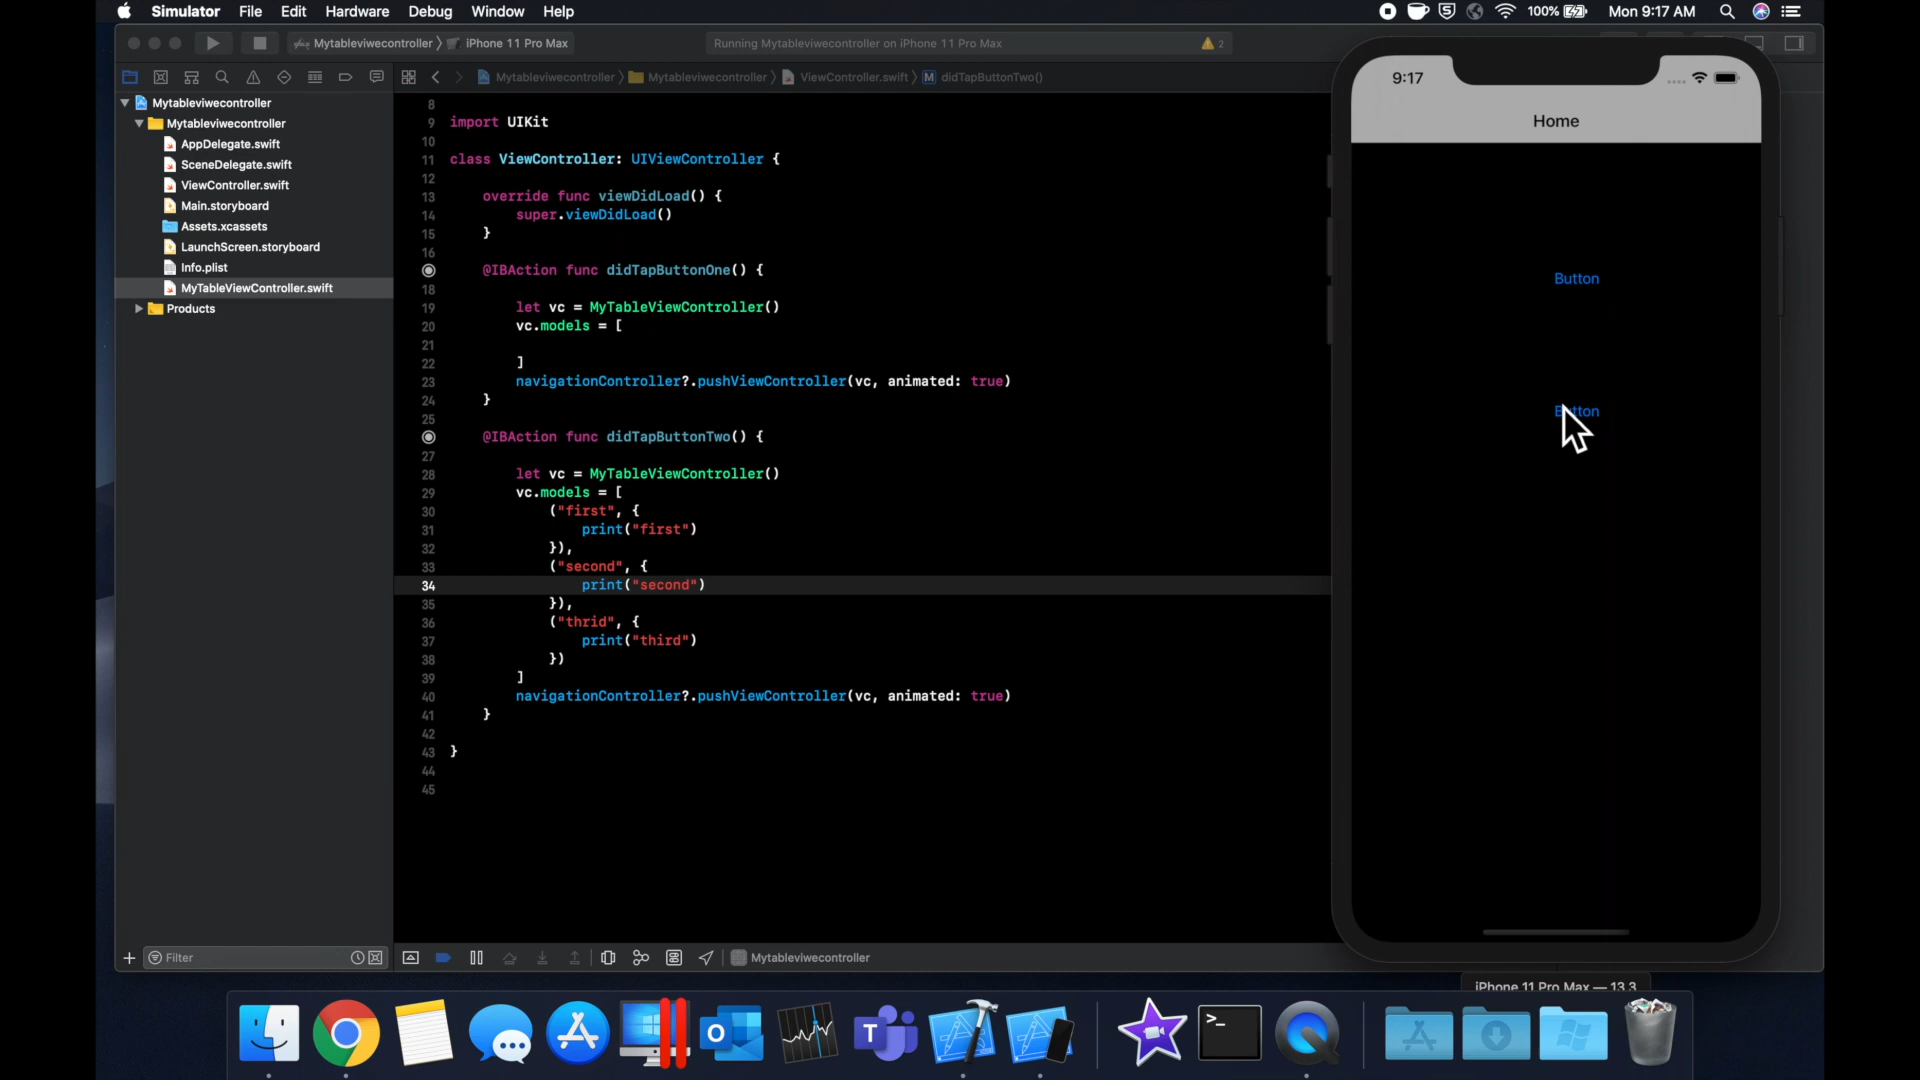 Simulator File Edit Hardware Debug Window Help
100% Mon 9:17 AM
Mytableviwecontroller iPhone 11 Pro Max
Running Mytableviwecontroller on iPhone 11 Pro Max
2
Mytableviwecontroller Mytableviwecontroller ViewController.swift M didTapButtonTwo()
Mytableviwecontroller
Mytableviwecontroller
AppDelegate.swift
SceneDelegate.swift
ViewController.swift
Main.storyboard
Assets.xcassets
LaunchScreen.storyboard
Info.plist
MyTableViewController.swift
Products
8
9 import UIKit
10
11 class ViewController: UIViewController {
12
13 override func viewDidLoad() {
14 super.viewDidLoad()
15 }
16
@IBAction func didTapButtonOne() {
18
19 let vc = MyTableViewController()
20 vc.models = [
21
22 ]
23 navigationController?.pushViewController(vc, animated: true)
24 }
25
@IBAction func didTapButtonTwo() {
27
28 let vc = MyTableViewController()
29 vc.models = [
30 ("first", {
31 print("first")
32 }),
33 ("second", {
34 print("second")
35 }),
36 ("thrid", {
37 print("third")
38 })
39 ]
40 navigationController?.pushViewController(vc, animated: true)
41 }
42
43 }
44
45
9:17
Home
Button
Button
Filter
Mytableviwecontroller
iPhone 11 Pro Max — 13.3